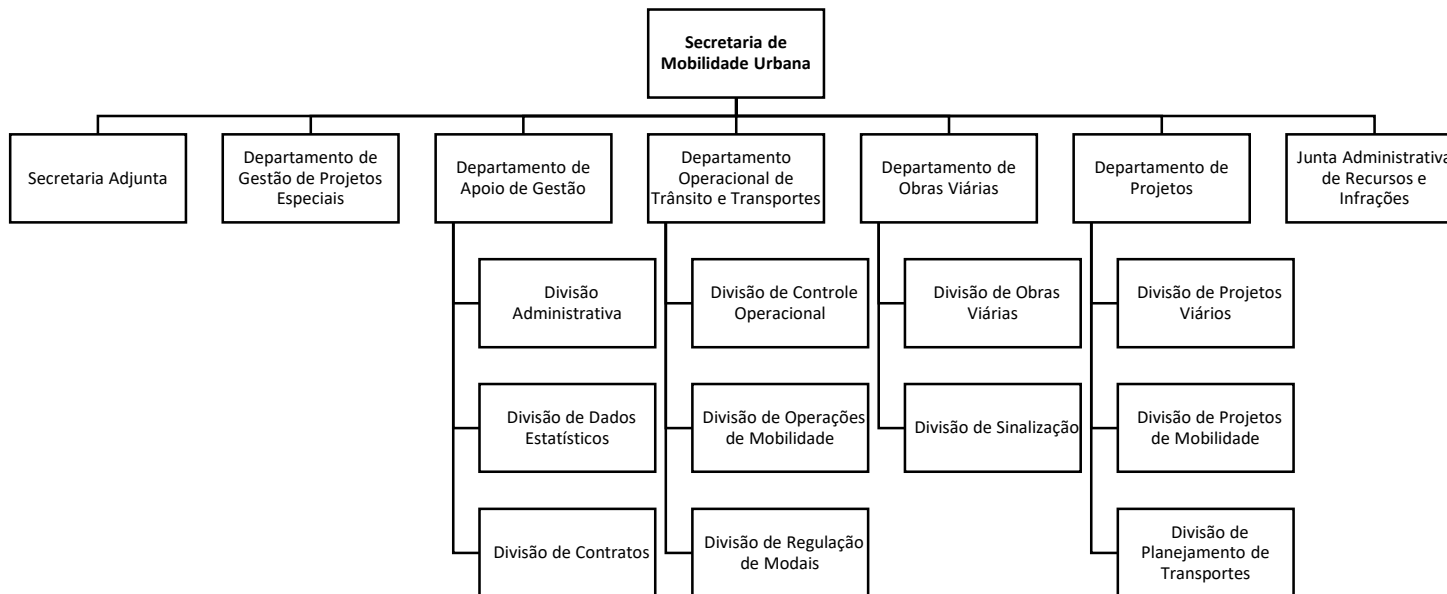 Secretaria de
Mobilidade Urbana
Secretaria Adjunta
Departamento de
Gestão de Projetos
Especiais
Departamento de
Apoio de Gestão
Departamento
Operacional de
Trânsito e Transportes
Departamento de
Obras Viárias
Departamento de
Projetos
Junta Administrativa
de Recursos e
Infrações
Divisão
Administrativa
Divisão de Controle
Operacional
Divisão de Obras
Viárias
Divisão de Projetos
Viários
Divisão de Dados
Estatísticos
Divisão de Operações
de Mobilidade
Divisão de Sinalização
Divisão de Projetos
de Mobilidade
Divisão de Contratos
Divisão de Regulação
de Modais
Divisão de
Planejamento de
Transportes